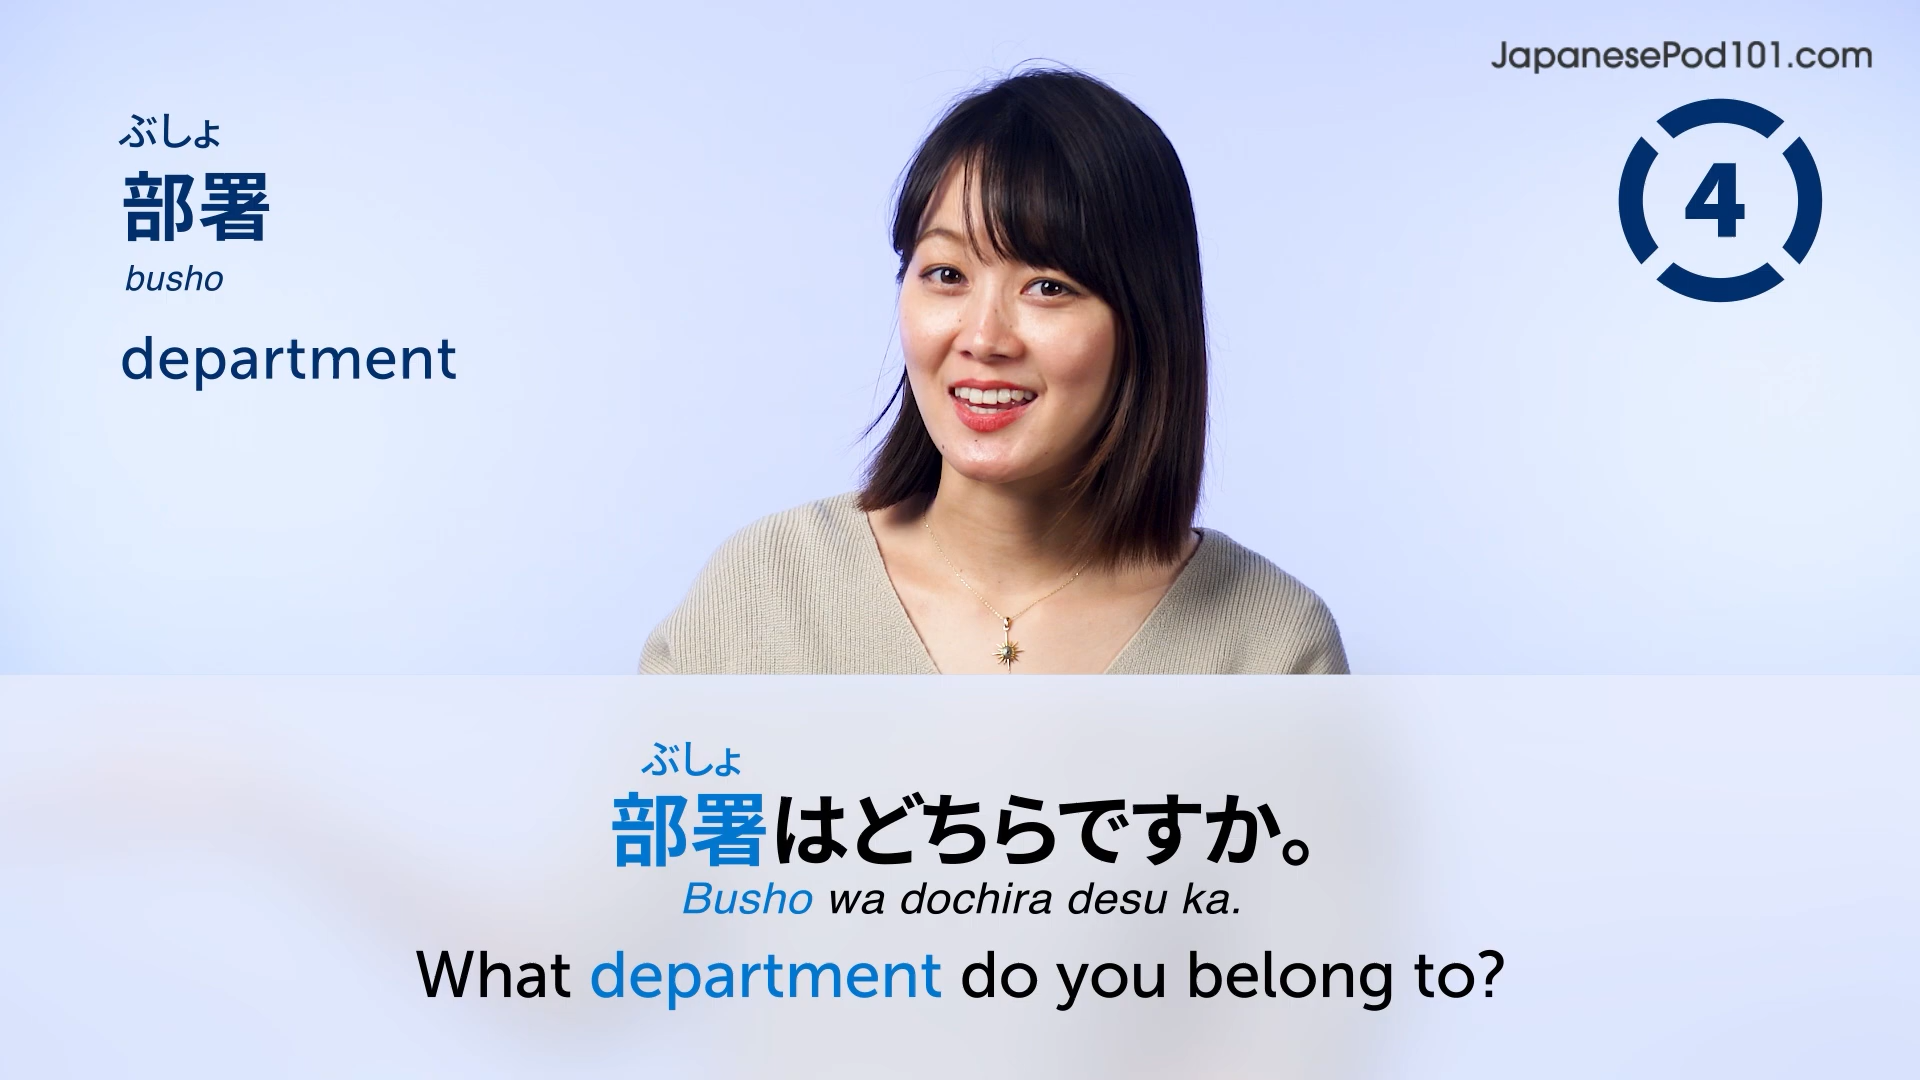 JapanesePod101.com
ぶしょ
部署
busho
department
4
ぶしょ
部署はどちらですか。
Busho wa dochira desu ka.
What department do you belong to?